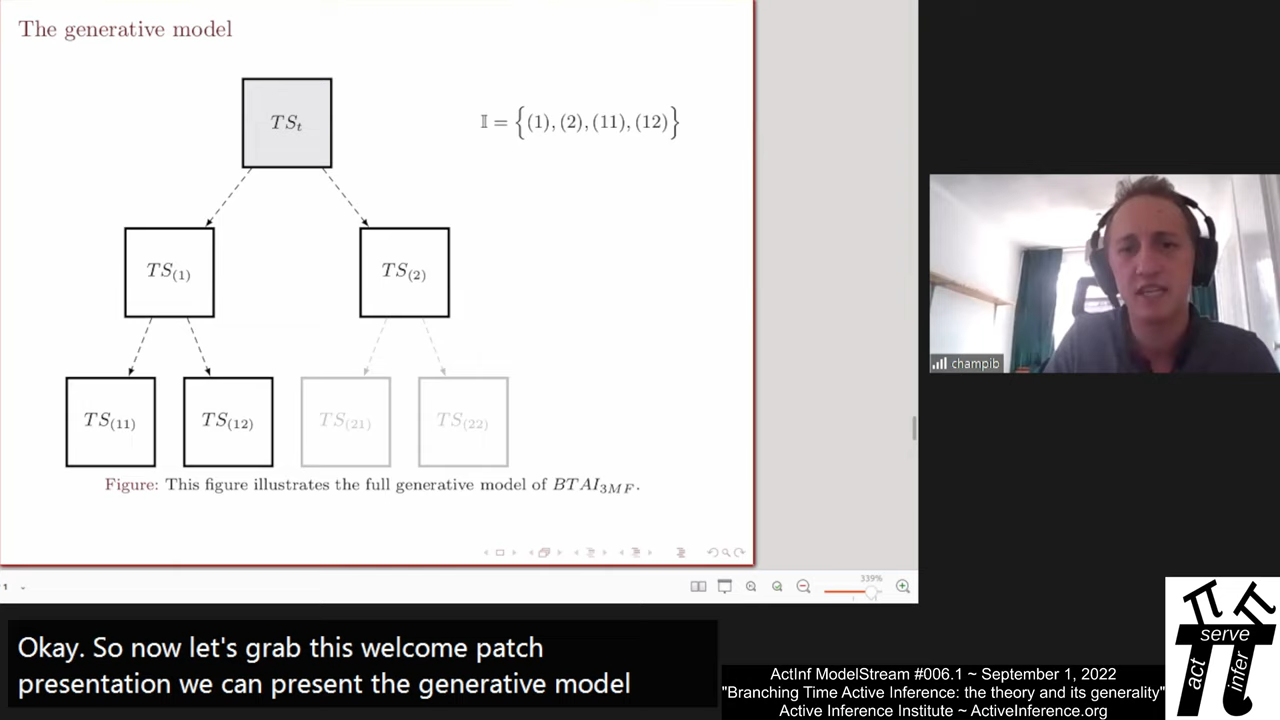 The generative model
TS_t
𝕀 = {(1), (2), (11), (12)}
TS_(1)
TS_(2)
TS_(11)
TS_(12)
TS_(21)
TS_(22)
Figure: This figure illustrates the full generative model of BTAI_3MF.
1
339%
champib
Okay. So now let's grab this welcome patch
presentation we can present the generative model
ActInf ModelStream #006.1 ~ September 1, 2022
"Branching Time Active Inference: the theory and its generality"
Active Inference Institute ~ ActiveInference.org
serve
act
infer